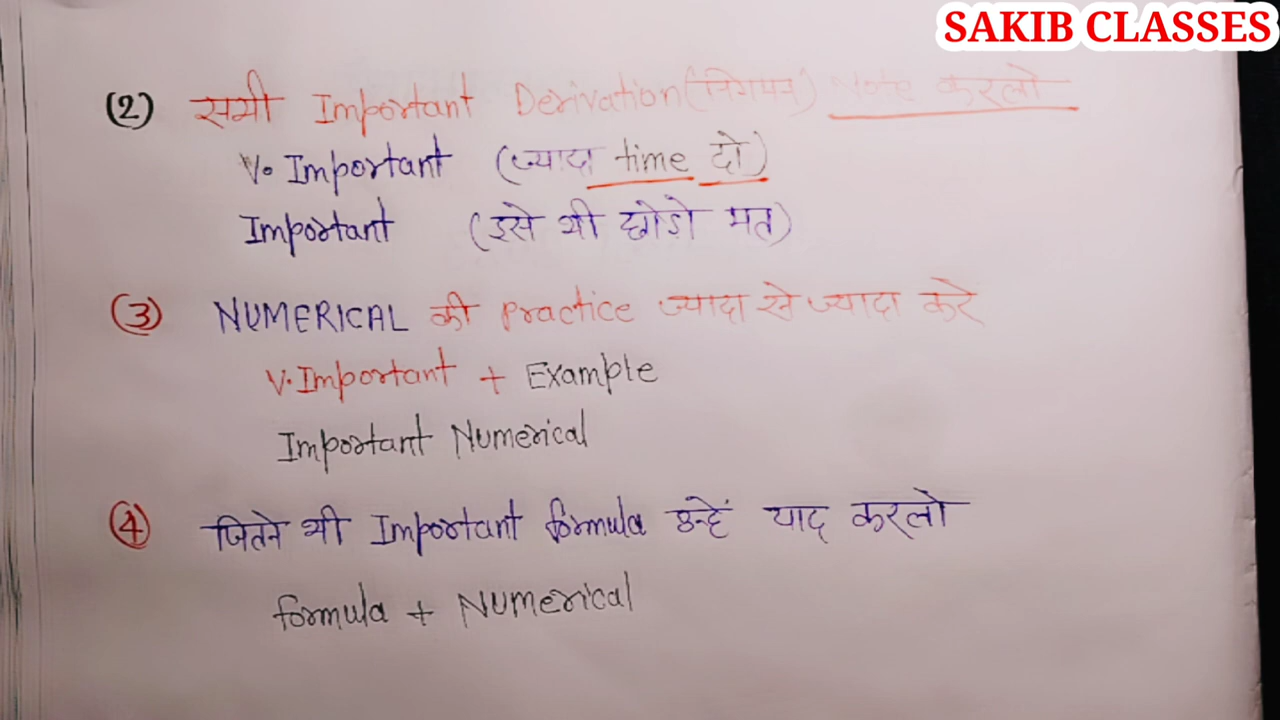 SAKIB CLASSES
(2) सभी Important Derivation (निगमन) Note करलो
V. Important (ज्यादा time दो)
Important (इसे भी छोडो मत)
(3) NUMERICAL की Practice ज्यादा से ज्यादा करे
V. Important + Example
Important Numerical
(4) जितने भी Important formula उन्हें याद करलो
formula + Numerical